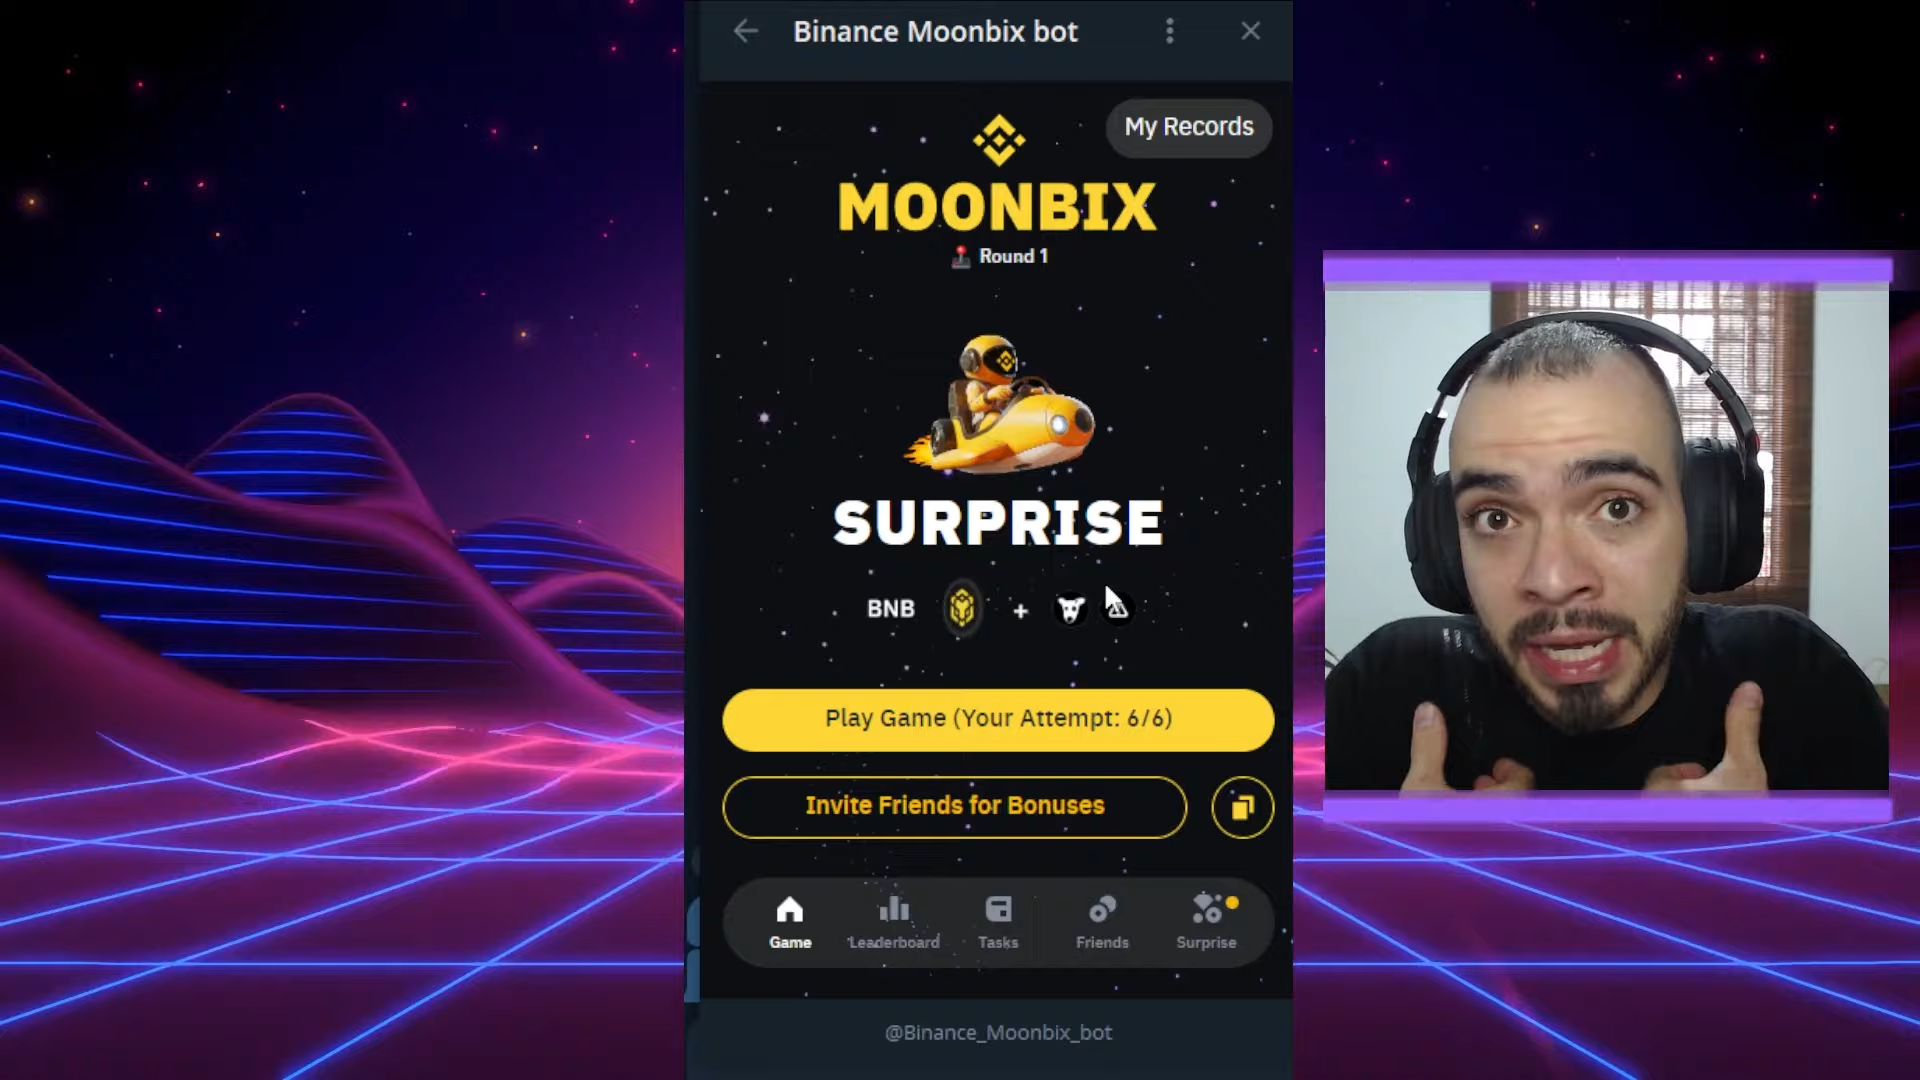 Binance Moonbix bot
My Records
MOONBIX
Round 1
SURPRISE
BNB
+
Play Game (Your Attempt: 6/6)
Invite Friends for Bonuses
Game
Leaderboard
Tasks
Friends
Surprise
@Binance_Moonbix_bot